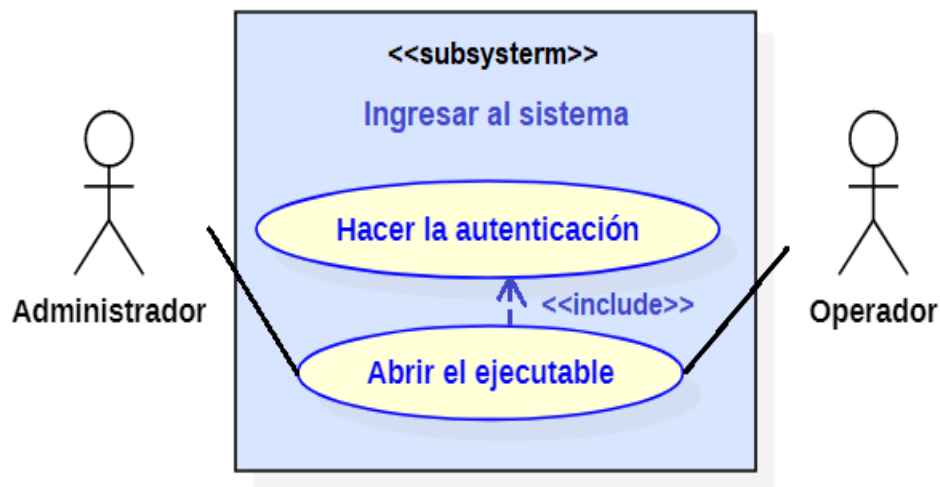 <<subsysterm>>
Ingresar al sistema
Hacer la autenticación
<<include>>
Administrador
Operador
Abrir el ejecutable